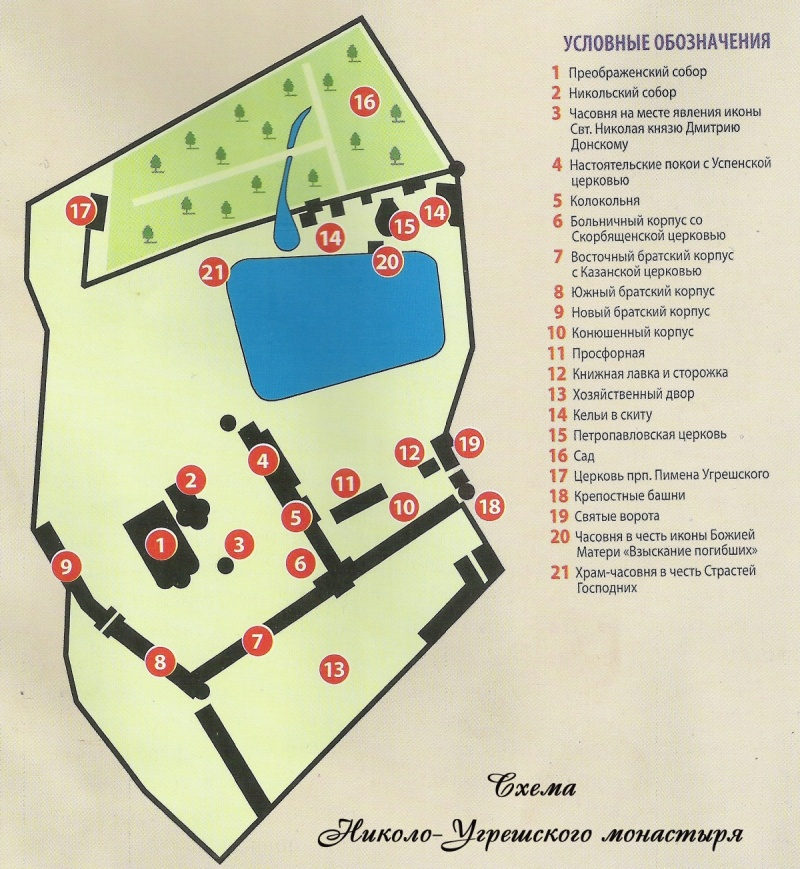 УСЛОВНЫЕ ОБОЗНАЧЕНИЯ
1 Преображенский собор
2 Никольский собор
3 Часовня на месте явления иконы
Свт. Николая князю Дмитрию
Донскому
4 Настоятельские покои с Успенской
церковью
5 Колокольня
6 Больничный корпус со
Скорбященской церковью
7 Восточный братский корпус
с Казанской церковью
8 Южный братский корпус
9 Новый братский корпус
10 Конюшенный корпус
11 Просфорная
12 Книжная лавка и сторожка
13 Хозяйственный двор
14 Кельи в скиту
15 Петропавловская церковь
16 Сад
17 Церковь прп. Пимена Угрешского
18 Крепостные башни
19 Святые ворота
20 Часовня в честь иконы Божией
Матери «Взыскание погибших»
21 Храм-часовня в честь Страстей
Господних
16
17
14
15
14
20
21
19
12
4
2
11
18
10
5
1
3
6
9
7
8
13
Схема
Николо-Угрешского монастыря